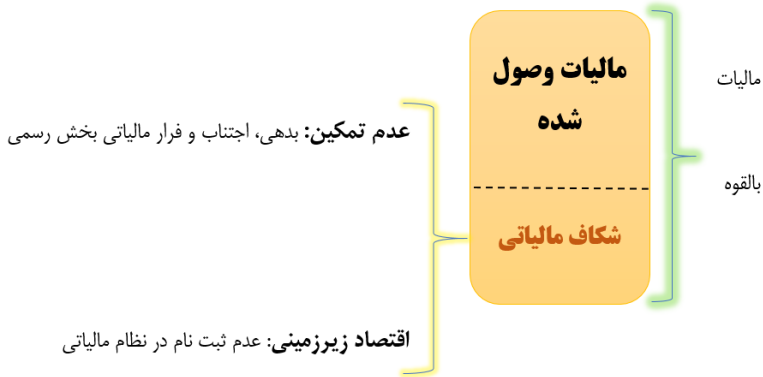 مالیات
بالقوه
مالیات وصول
شده
شکاف مالیاتی
عدم تمکین: بدهی، اجتناب و فرار مالیاتی بخش رسمی
اقتصاد زیرزمینی: عدم ثبت نام در نظام مالیاتی